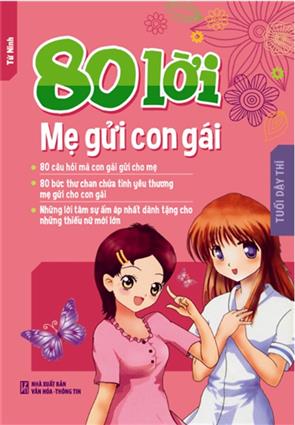 Tử Ninh
80 lời
Mẹ gửi con gái
80 câu hỏi mà con gái gửi cho mẹ
80 bức thư chan chứa tình yêu thương
mẹ gửi cho con gái
Những lời tâm sự ấm áp nhất dành tặng cho
những thiếu nữ mới lớn
TUỔI DẬY THÌ
NHÀ XUẤT BẢN
VĂN HÓA - THÔNG TIN